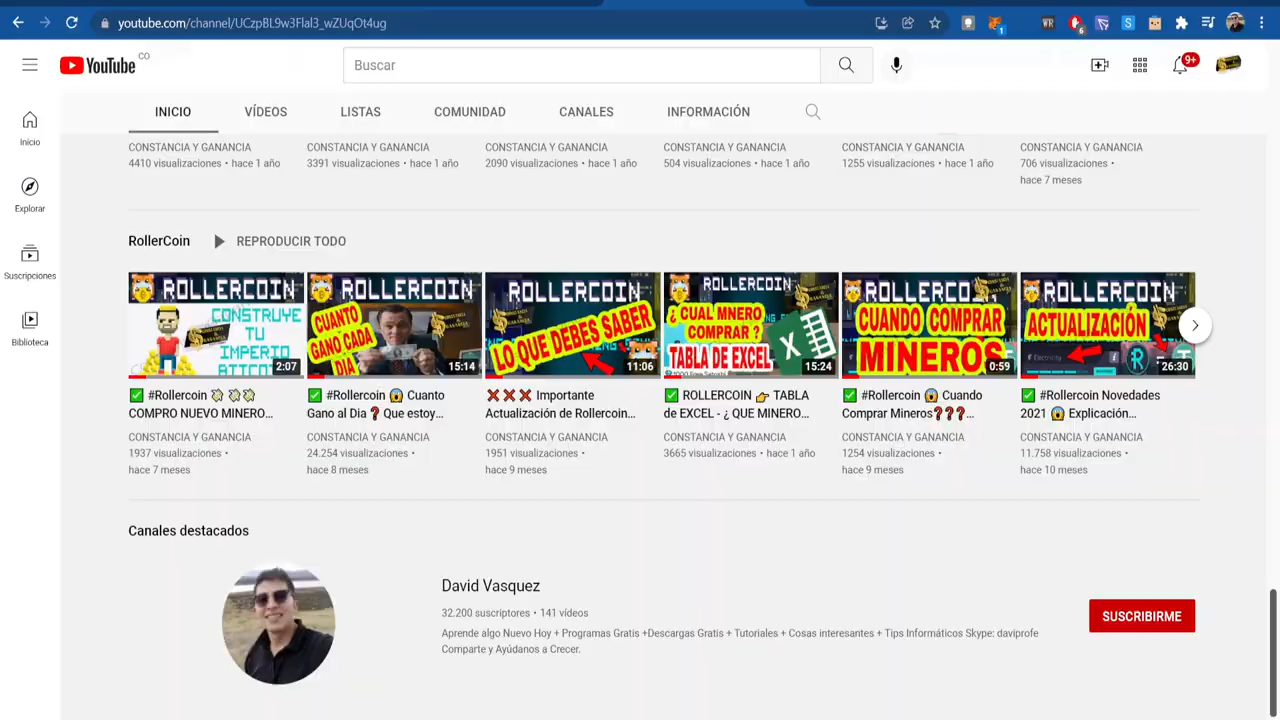 youtube.com/channel/UCzpBL9w3Flal3_wZUqOt4ug
YouTube CO
Buscar
9+
INICIO VÍDEOS LISTAS COMUNIDAD CANALES INFORMACIÓN
Inicio
Explorar
Suscripciones
Biblioteca
CONSTANCIA Y GANANCIA
4410 visualizaciones • hace 1 año
CONSTANCIA Y GANANCIA
3391 visualizaciones • hace 1 año
CONSTANCIA Y GANANCIA
2090 visualizaciones • hace 1 año
CONSTANCIA Y GANANCIA
504 visualizaciones • hace 1 año
CONSTANCIA Y GANANCIA
1255 visualizaciones • hace 1 año
CONSTANCIA Y GANANCIA
706 visualizaciones •
hace 7 meses
RollerCoin REPRODUCIR TODO
ROLLERCOIN
CONSTRUYE
TU
IMPERIO
BITCOI
2:07
✅ #Rollercoin 💸💸💸
COMPRO NUEVO MINERO...
CONSTANCIA Y GANANCIA
1937 visualizaciones •
hace 7 meses
ROLLERCOIN
CUANTO
GANO CADA
DIA
15:14
✅ #Rollercoin 😱 Cuanto
Gano al Dia❓Que estoy...
CONSTANCIA Y GANANCIA
24.254 visualizaciones •
hace 8 meses
ROLLERCOIN
LO QUE DEBES SABER
11:06
❌❌❌ Importante
Actualización de Rollercoin...
CONSTANCIA Y GANANCIA
1951 visualizaciones •
hace 9 meses
ROLLERCOIN
¿ CUAL MNERO
COMPRAR ?
TABLA DE EXCEL
15:24
✅ ROLLERCOIN 👉 TABLA
de EXCEL - ¿ QUE MINERO...
CONSTANCIA Y GANANCIA
3665 visualizaciones • hace 1 año
ROLLERCOIN
CUANDO COMPRAR
MINEROS
0:59
✅ #Rollercoin 😱 Cuando
Comprar Mineros❓❓❓...
CONSTANCIA Y GANANCIA
1254 visualizaciones •
hace 9 meses
ROLLERCOIN
ACTUALIZACIÓN
Electricity
26:30
✅ #Rollercoin Novedades
2021 😱 Explicación...
CONSTANCIA Y GANANCIA
11.758 visualizaciones •
hace 10 meses
Canales destacados
David Vasquez
32.200 suscriptores • 141 vídeos
Aprende algo Nuevo Hoy + Programas Gratis +Descargas Gratis + Tutoriales + Cosas interesantes + Tips Informáticos Skype: daviprofe
Comparte y Ayúdanos a Crecer.
SUSCRIBIRME